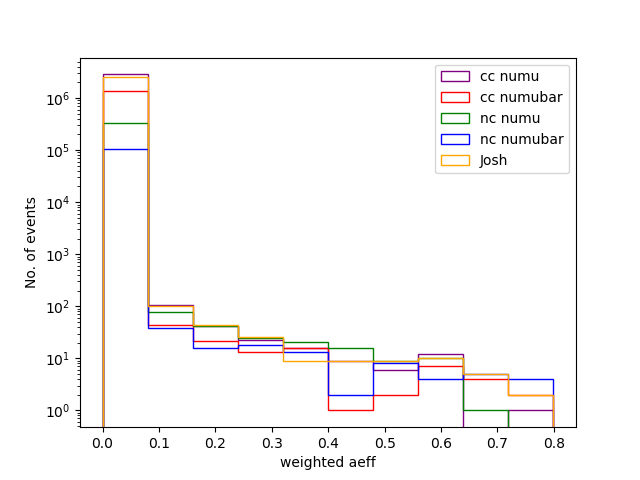 cc numu
cc numubar
nc numu
nc numubar
Josh
No. of events
10^6
10^5
10^4
10^3
10^2
10^1
10^0
0.0 0.1 0.2 0.3 0.4 0.5 0.6 0.7 0.8
weighted aeff